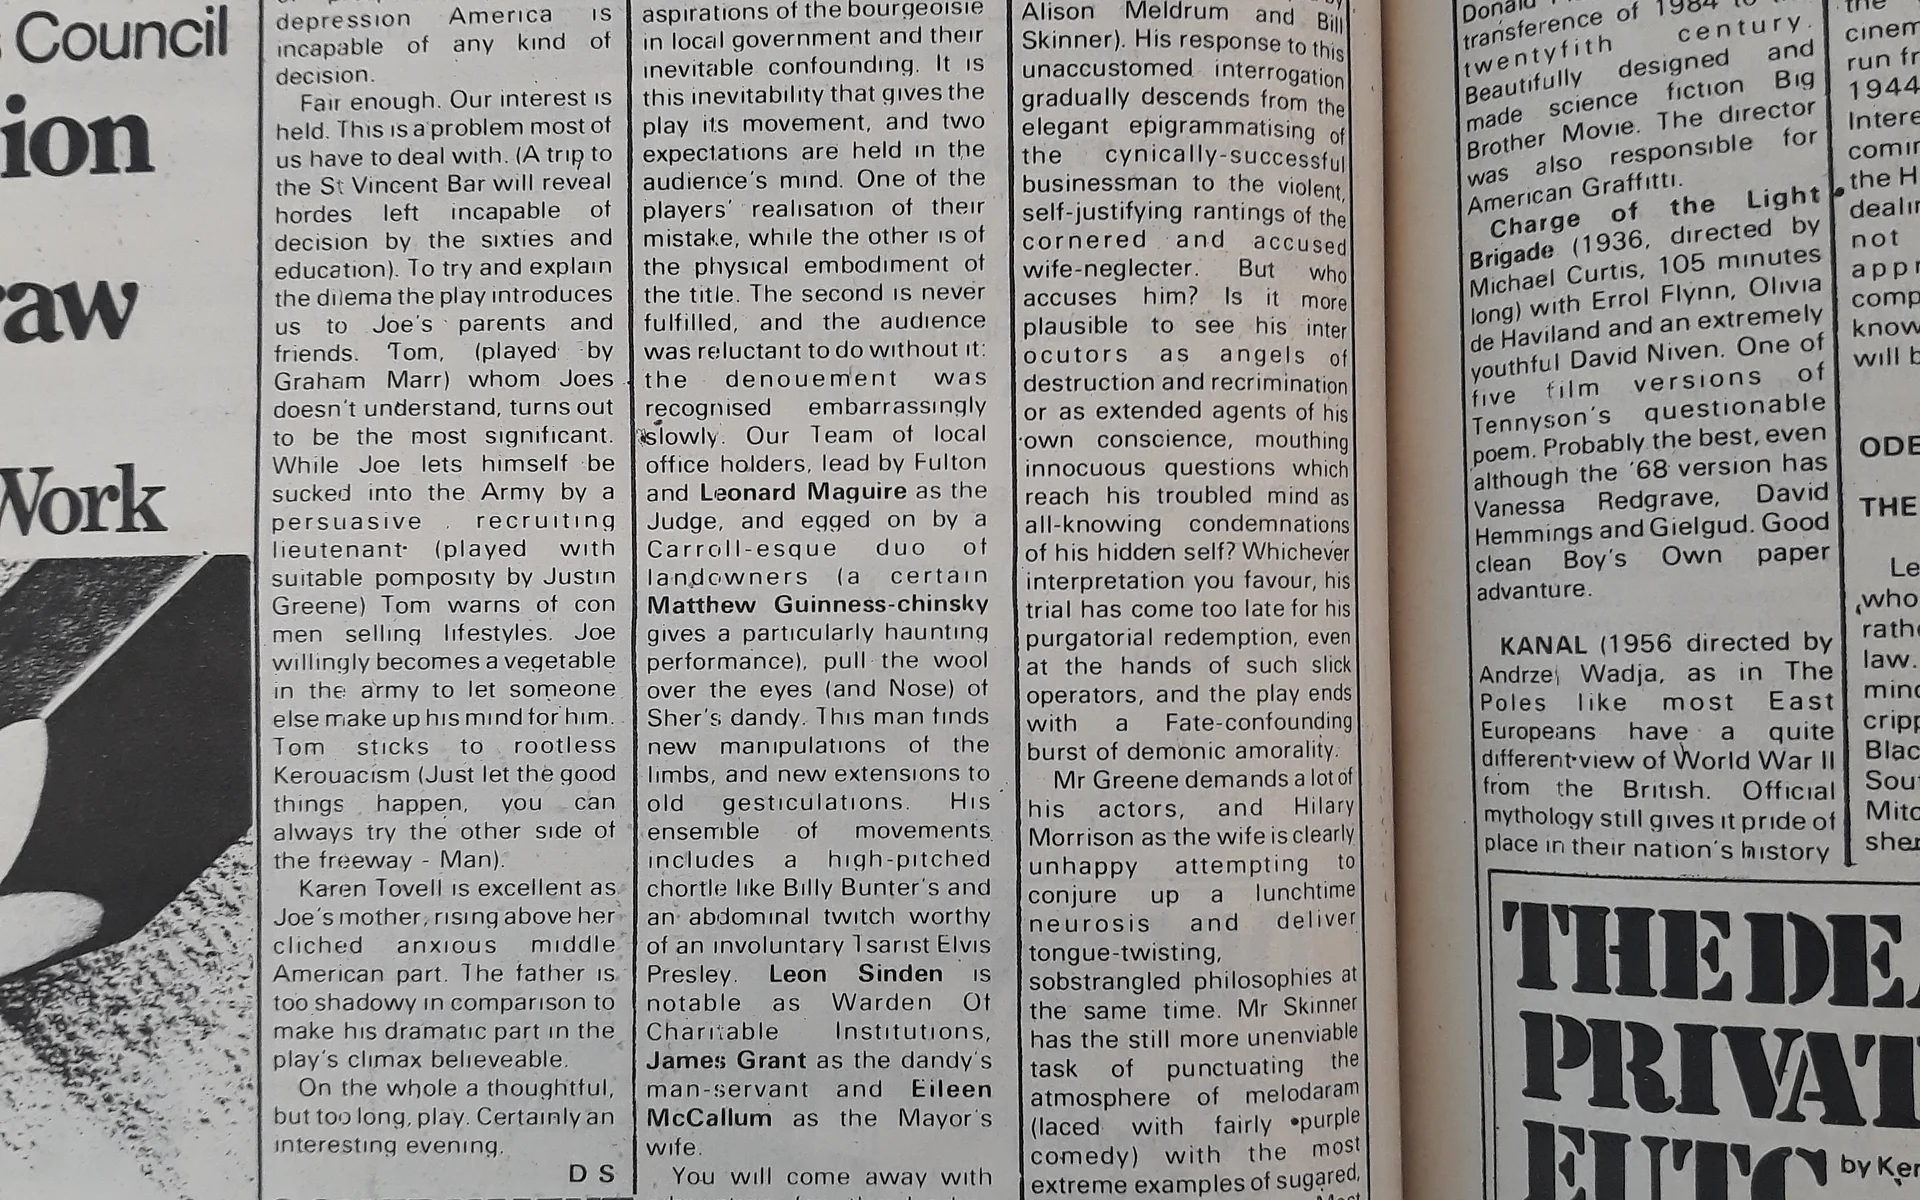 Council
ion
raw
Work
depression America is
incapable of any kind of
decision.
Fair enough. Our interest is
held. This is a problem most of
us have to deal with. (A trip to
the St Vincent Bar will reveal
hordes left incapable of
decision by the sixties and
education). To try and explain
the dilema the play introduces
us to Joe's parents and
friends. Tom, (played by
Graham Marr) whom Joes
doesn't understand, turns out
to be the most significant.
While Joe lets himself be
sucked into the Army by a
persuasive recruiting
lieutenant (played with
suitable pomposity by Justin
Greene) Tom warns of con
men selling lifestyles. Joe
willingly becomes a vegetable
in the army to let someone
else make up his mind for him.
Tom sticks to rootless
Kerouacism (Just let the good
things happen, you can
always try the other side of
the freeway - Man).
Karen Tovell is excellent as
Joe's mother, rising above her
cliched anxious middle
American part. The father is
too shadowy in comparison to
make his dramatic part in the
play's climax believeable.
On the whole a thoughtful,
but too long, play. Certainly an
interesting evening.
D S
aspirations of the bourgeoisie
in local government and their
inevitable confounding. It is
this inevitability that gives the
play its movement, and two
expectations are held in the
audience's mind. One of the
players' realisation of their
mistake, while the other is of
the physical embodiment of
the title. The second is never
fulfilled, and the audience
was reluctant to do without it:
the denouement was
recognised embarrassingly
slowly. Our Team of local
office holders, lead by Fulton
and Leonard Maguire as the
Judge, and egged on by a
Carroll-esque duo of
landowners (a certain
Matthew Guinness-chinsky
gives a particularly haunting
performance), pull the wool
over the eyes (and Nose) of
Sher's dandy. This man finds
new manipulations of the
limbs, and new extensions to
old gesticulations. His
ensemble of movements
includes a high-pitched
chortle like Billy Bunter's and
an abdominal twitch worthy
of an involuntary Tsarist Elvis
Presley. Leon Sinden is
notable as Warden Of
Charitable Institutions,
James Grant as the dandy's
man-servant and Eileen
McCallum as the Mayor's
wife.
You will come away with
Alison Meldrum and Bill
Skinner). His response to this
unaccustomed interrogation
gradually descends from the
elegant epigrammatising of
the cynically-successful
businessman to the violent,
self-justifying rantings of the
cornered and accused
wife-neglecter. But who
accuses him? Is it more
plausible to see his inter
ocutors as angels of
destruction and recrimination
or as extended agents of his
own conscience, mouthing
innocuous questions which
reach his troubled mind as
all-knowing condemnations
of his hidden self? Whichever
interpretation you favour, his
trial has come too late for his
purgatorial redemption, even
at the hands of such slick
operators, and the play ends
with a Fate-confounding
burst of demonic amorality.
Mr Greene demands a lot of
his actors, and Hilary
Morrison as the wife is clearly
unhappy attempting to
conjure up a lunchtime
neurosis and deliver
tongue-twisting,
sobstrangled philosophies at
the same time. Mr Skinner
has the still more unenviable
task of punctuating the
atmosphere of melodaram
(laced with fairly purple
comedy) with the most
extreme examples of sugared,
Donald
transference of 1984 to the
twentyfith century.
Beautifully designed and
made science fiction Big
Brother Movie. The director
was also responsible for
American Graffitti.
Charge of the Light
Brigade (1936, directed by
Michael Curtis, 105 minutes
long) with Errol Flynn, Olivia
de Haviland and an extremely
youthful David Niven. One of
five film versions of
Tennyson's questionable
poem. Probably the best, even
although the '68 version has
Vanessa Redgrave, David
Hemmings and Gielgud. Good
clean Boy's Own paper
advanture.
KANAL (1956 directed by
Andrzej Wadja, as in The
Poles like most East
Europeans have a quite
different view of World War II
from the British. Official
mythology still gives it pride of
place in their nation's history
cinem
run fr
1944
Intere
comin
the H
dealin
not
appr
comp
know
will b
ODE
THE
Le
who
rathe
law.
mind
cripp
Blac
Sou
Mitc
sher
THE DEA
PRIVAT
EUTC
by Ker